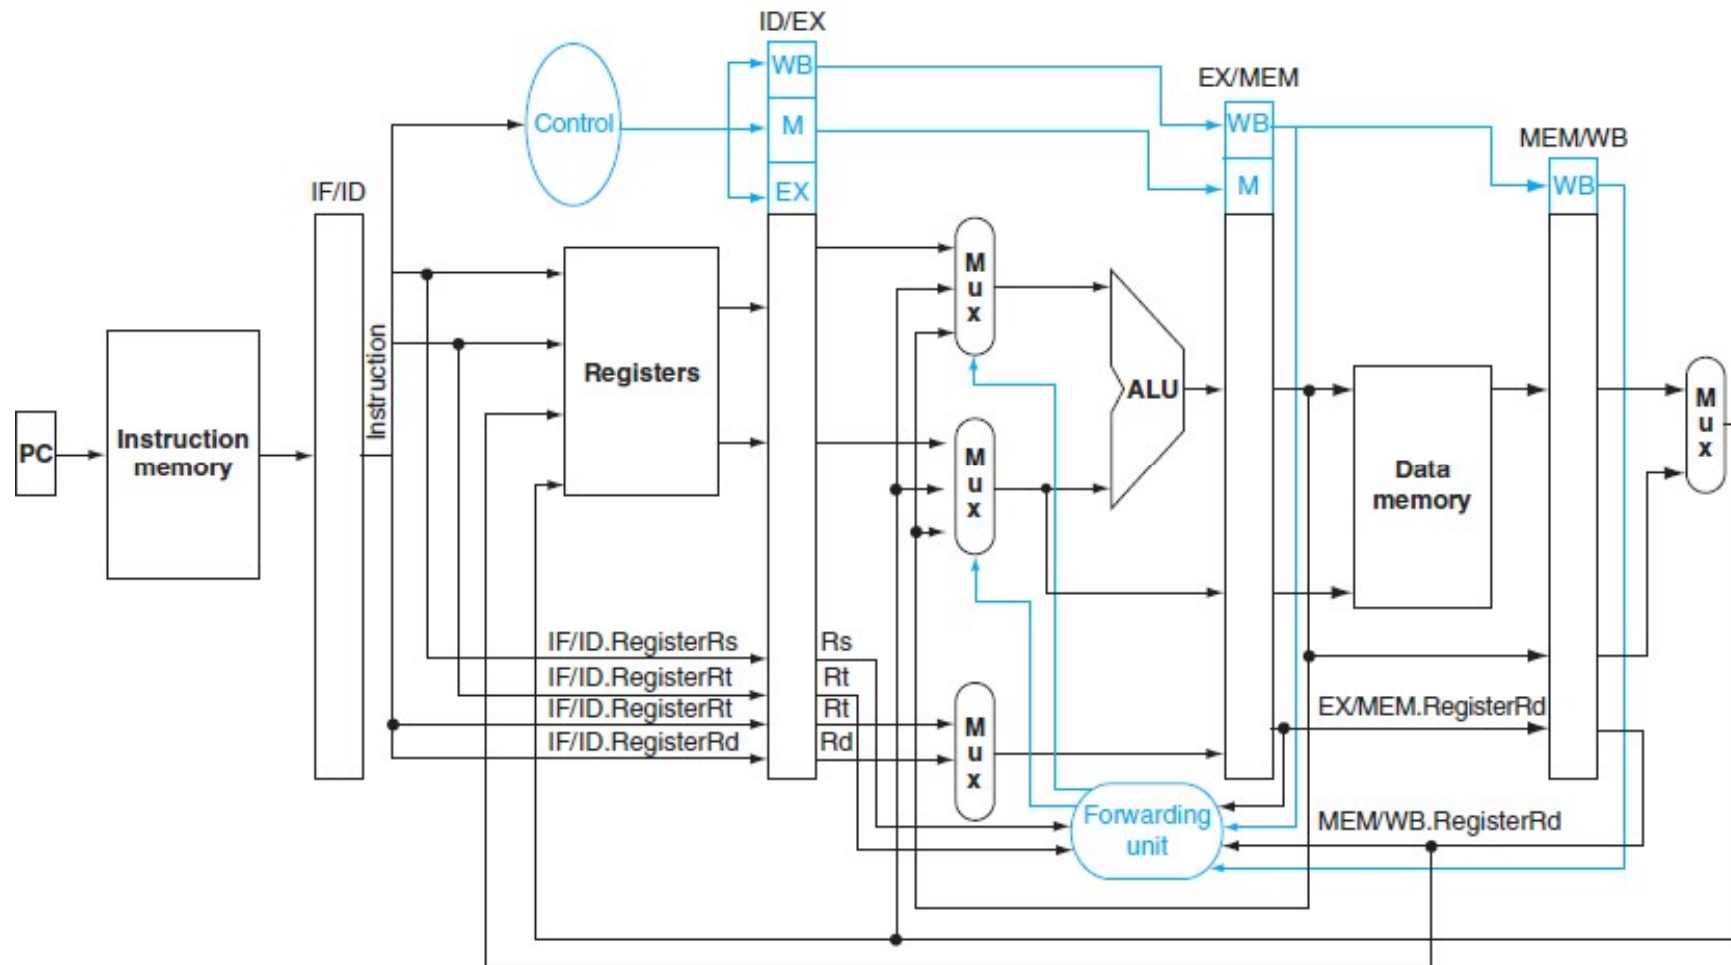 ID/EX
WB
EX/MEM
Control
M
WB
MEM/WB
IF/ID
EX
M
WB
M
u
x
Instruction
Registers
ALU
M
u
x
PC
Instruction
memory
M
u
x
Data
memory
IF/ID.RegisterRs
Rs
IF/ID.RegisterRt
Rt
IF/ID.RegisterRt
Rt
IF/ID.RegisterRd
Rd
M
u
x
EX/MEM.RegisterRd
Forwarding
unit
MEM/WB.RegisterRd